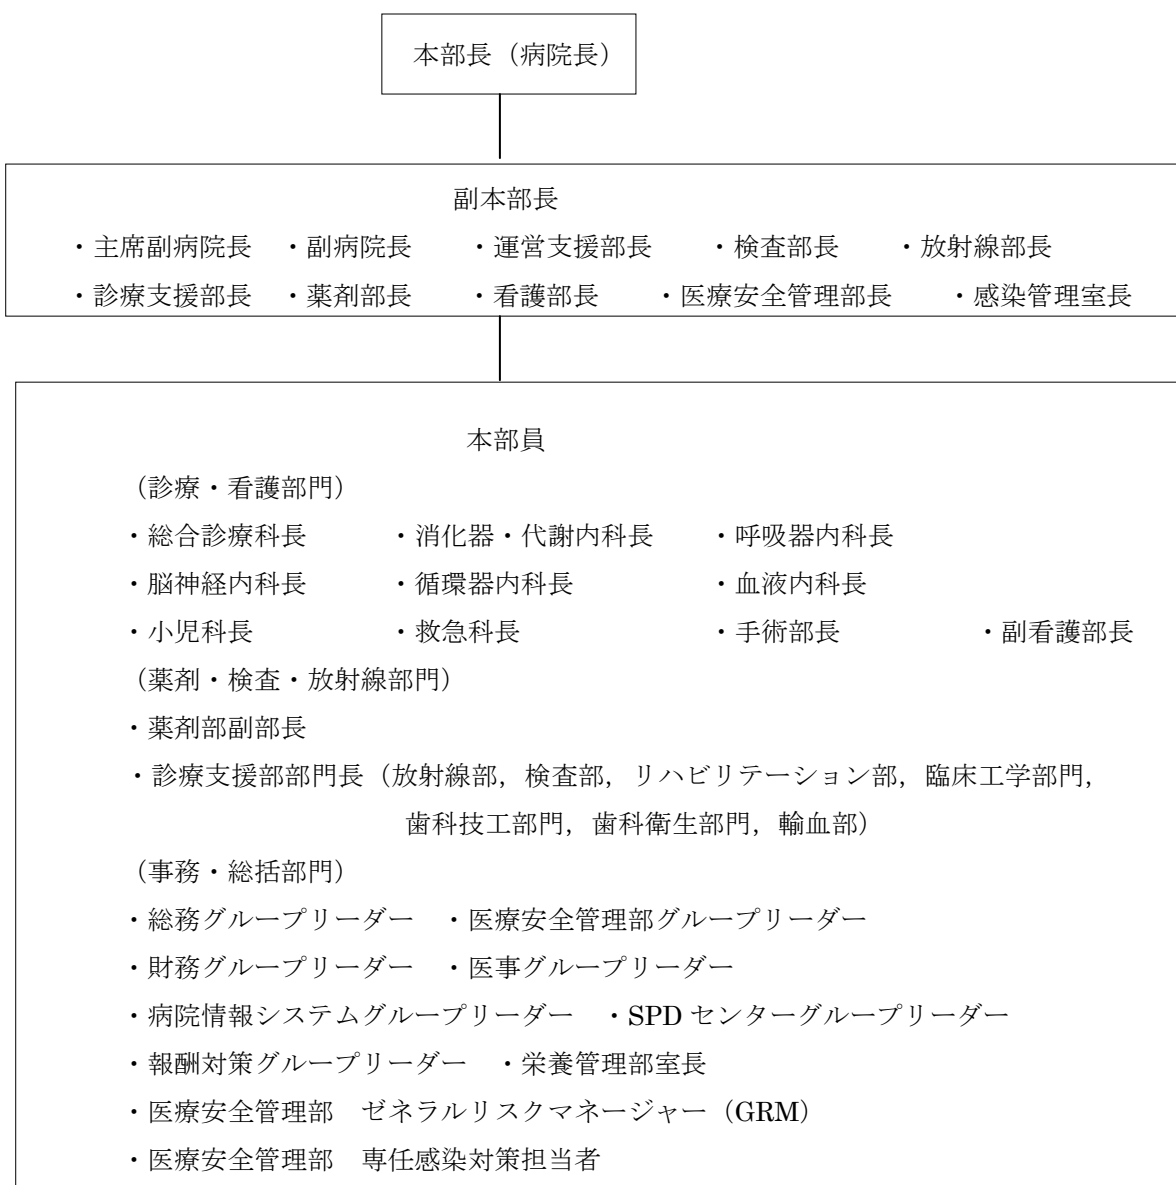 本部長（病院長）
副本部長
・主席副病院長 ・副病院長 ・運営支援部長 ・検査部長 ・放射線部長
・診療支援部長 ・薬剤部長 ・看護部長 ・医療安全管理部長 ・感染管理室長
本部員
（診療・看護部門）
・総合診療科長 ・消化器・代謝内科長 ・呼吸器内科長
・脳神経内科長 ・循環器内科長 ・血液内科長
・小児科長 ・救急科長 ・手術部長 ・副看護部長
（薬剤・検査・放射線部門）
・薬剤部副部長
・診療支援部部門長（放射線部，検査部，リハビリテーション部，臨床工学部門，
歯科技工部門，歯科衛生部門，輸血部）
（事務・総括部門）
・総務グループリーダー ・医療安全管理部グループリーダー
・財務グループリーダー ・医事グループリーダー
・病院情報システムグループリーダー ・SPD センターグループリーダー
・報酬対策グループリーダー ・栄養管理部室長
・医療安全管理部 ゼネラルリスクマネージャー（GRM）
・医療安全管理部 専任感染対策担当者